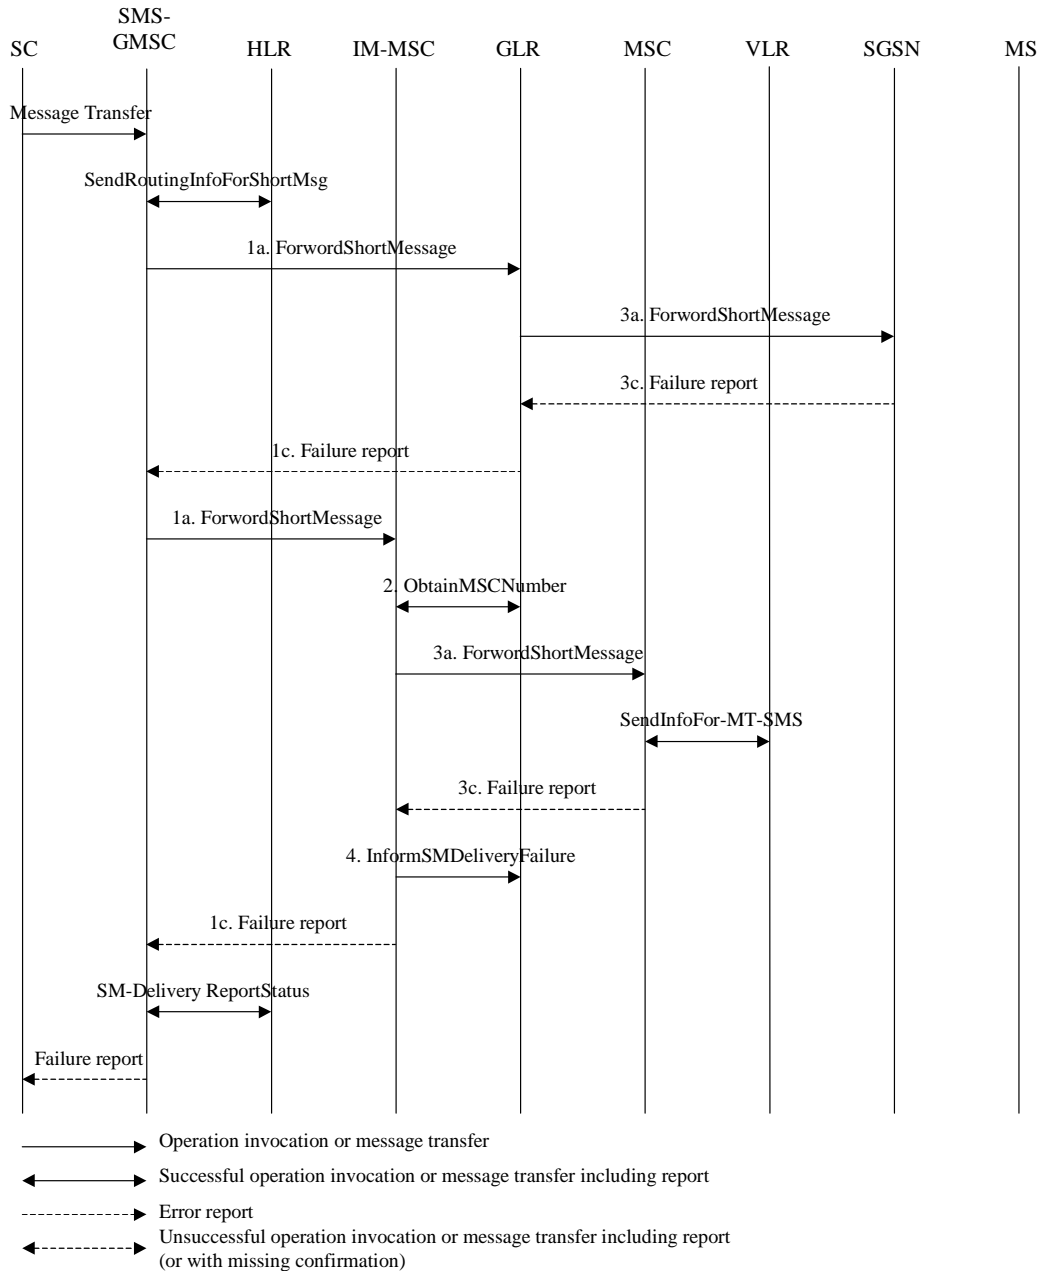 SMS-
GMSC
SC
HLR
IM-MSC
GLR
MSC
VLR
SGSN
MS
Message Transfer
SendRoutingInfoForShortMsg
1a. ForwordShortMessage
3a. ForwordShortMessage
3c. Failure report
1c. Failure report
1a. ForwordShortMessage
2. ObtainMSCNumber
3a. ForwordShortMessage
SendInfoFor-MT-SMS
3c. Failure report
4. InformSMDeliveryFailure
1c. Failure report
SM-Delivery ReportStatus
Failure report
Operation invocation or message transfer
Successful operation invocation or message transfer including report
Error report
Unsuccessful operation invocation or message transfer including report
(or with missing confirmation)